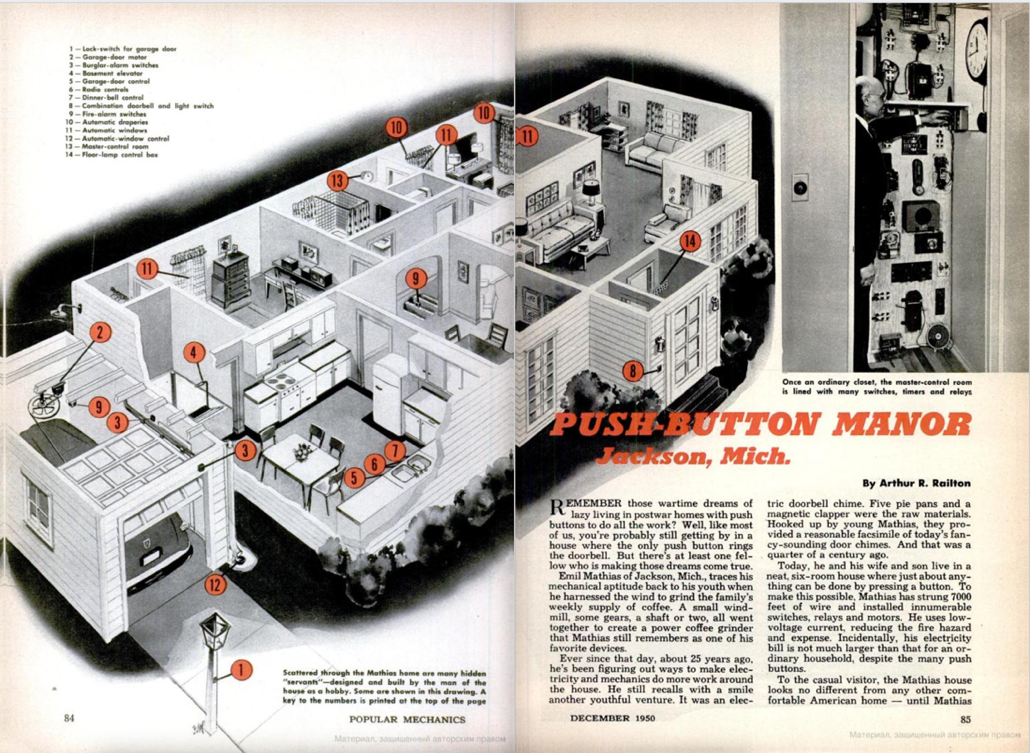 1 — Lock-switch for garage door
2 — Garage-door motor
3 — Burglar-alarm switches
4 — Basement elevator
5 — Garage-door control
6 — Radio controls
7 — Dinner-bell control
8 — Combination doorbell and light switch
9 — Fire-alarm switches
10 — Automatic draperies
11 — Automatic windows
12 — Automatic-window control
13 — Master-control room
14 — Floor-lamp control box
10
11
10
13
11
9
2
4
9
3
3
7
6
5
12
1
Scattered through the Mathias home are many hidden
"servants"—designed and built by the man of the
house as a hobby. Some are shown in this drawing. A
key to the numbers is printed at the top of the page
84
POPULAR MECHANICS
Материал, защищенный авторским правом
11
14
8
Once an ordinary closet, the master-control room
is lined with many switches, timers and relays
PUSH-BUTTON MANOR
Jackson, Mich.
By Arthur R. Railton
REMEMBER those wartime dreams of
lazy living in postwar homes with push
buttons to do all the work? Well, like most
of us, you're probably still getting by in a
house where the only push button rings
the doorbell. But there's at least one fel-
low who is making those dreams come true.
Emil Mathias of Jackson, Mich., traces his
mechanical aptitude back to his youth when
he harnessed the wind to grind the family's
weekly supply of coffee. A small wind-
mill, some gears, a shaft or two, all went
together to create a power coffee grinder
that Mathias still remembers as one of his
favorite devices.
Ever since that day, about 25 years ago,
he's been figuring out ways to make elec-
tricity and mechanics do more work around
the house. He still recalls with a smile
another youthful venture. It was an elec-
tric doorbell chime. Five pie pans and a
magnetic clapper were the raw materials.
Hooked up by young Mathias, they pro-
vided a reasonable facsimile of today's fan-
cy-sounding door chimes. And that was a
quarter of a century ago.
Today, he and his wife and son live in a
neat, six-room house where just about any-
thing can be done by pressing a button. To
make this possible, Mathias has strung 7000
feet of wire and installed innumerable
switches, relays and motors. He uses low-
voltage current, reducing the fire hazard
and expense. Incidentally, his electricity
bill is not much larger than that for an or-
dinary household, despite the many push
buttons.
To the casual visitor, the Mathias house
looks no different from any other com-
fortable American home — until Mathias
DECEMBER 1950
85
Материал, защищенный авторским правом